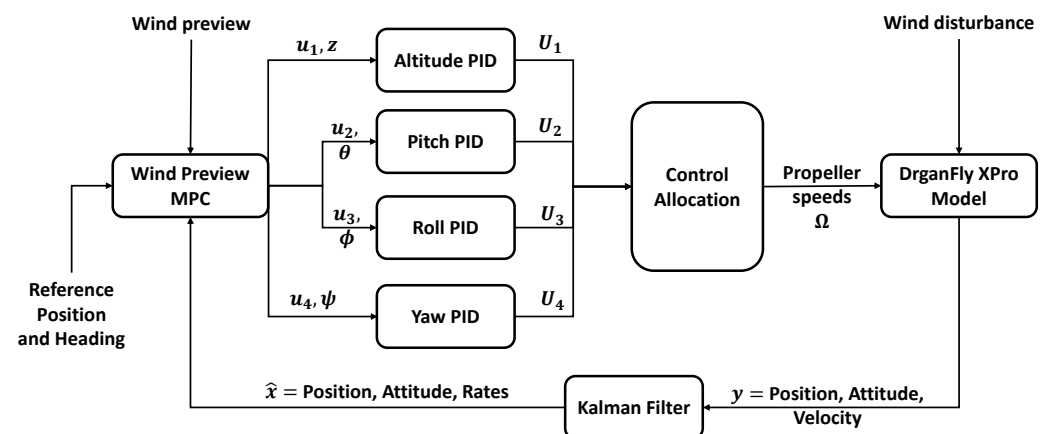 Wind preview
Wind disturbance
u₁, z
Altitude PID
U₁
u₂,
θ
Pitch PID
U₂
Wind Preview
MPC
Control
Allocation
Propeller
speeds
Ω
DrganFly XPro
Model
u₃,
ϕ
Roll PID
U₃
Reference
Position
and Heading
u₄, ψ
Yaw PID
U₄
x̂ = Position, Attitude, Rates
Kalman Filter
y = Position, Attitude,
Velocity